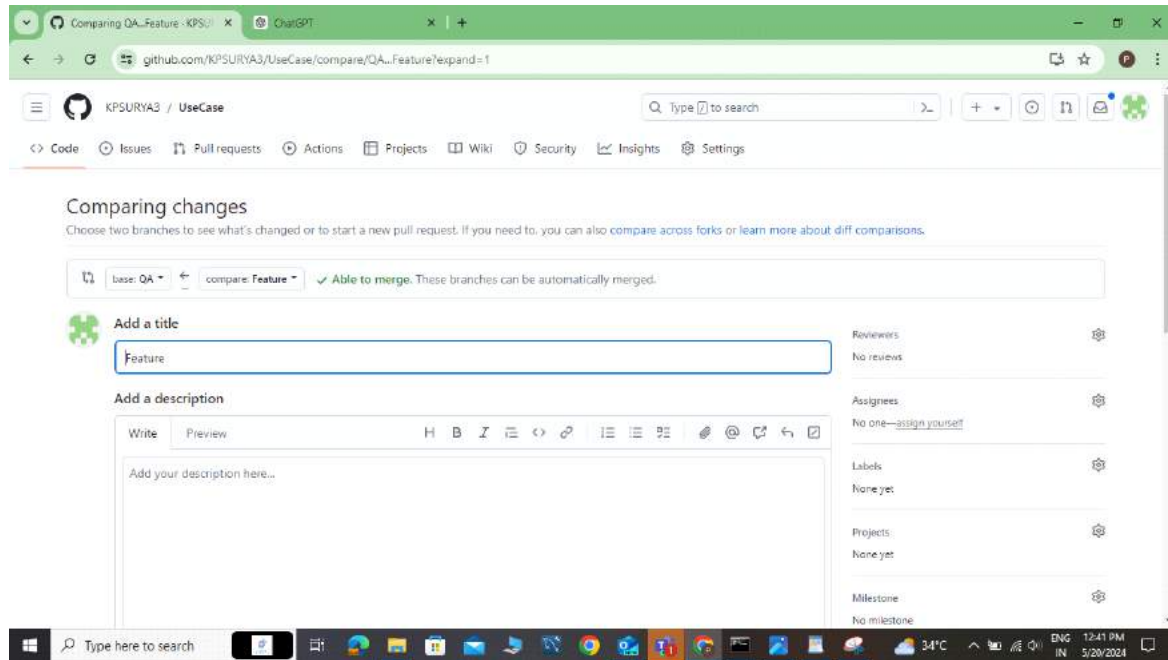 Comparing QA...Feature · KPSU
ChatGPT
github.com/KPSURYA3/UseCase/compare/QA...Feature?expand=1
P
KPSURYA3 / UseCase
Type / to search
Code Issues Pull requests Actions Projects Wiki Security Insights Settings
Comparing changes
Choose two branches to see what's changed or to start a new pull request. If you need to, you can also compare across forks or learn more about diff comparisons.
base: QA compare: Feature Able to merge. These branches can be automatically merged.
Add a title
Feature
Reviewers
No reviews
Add a description
Assignees
No one—assign yourself
Write Preview
Add your description here...
Labels
None yet
Projects
None yet
Milestone
No milestone
Type here to search
34°C
ENG
IN
12:41 PM
5/20/2024